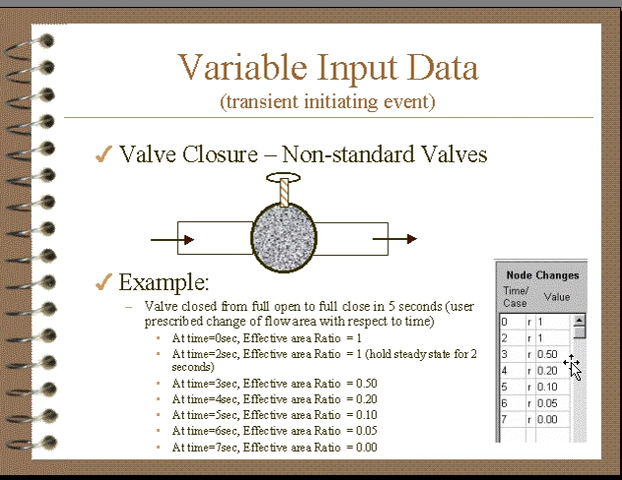 Variable Input Data
(transient initiating event)
✓ Valve Closure – Non-standard Valves
✓ Example:
– Valve closed from full open to full close in 5 seconds (user
prescribed change of flow area with respect to time)
• At time=0sec, Effective area Ratio = 1
• At time=2sec, Effective area Ratio = 1 (hold steady state for 2
seconds)
• At time=3sec, Effective area Ratio = 0.50
• At time=4sec, Effective area Ratio = 0.20
• At time=5sec, Effective area Ratio = 0.10
• At time=6sec, Effective area Ratio = 0.05
• At time=7sec, Effective area Ratio = 0.00
Node Changes
Time/
Case Value
0 r 1
2 r 1
3 r 0.50
4 r 0.20
5 r 0.10
6 r 0.05
7 r 0.00